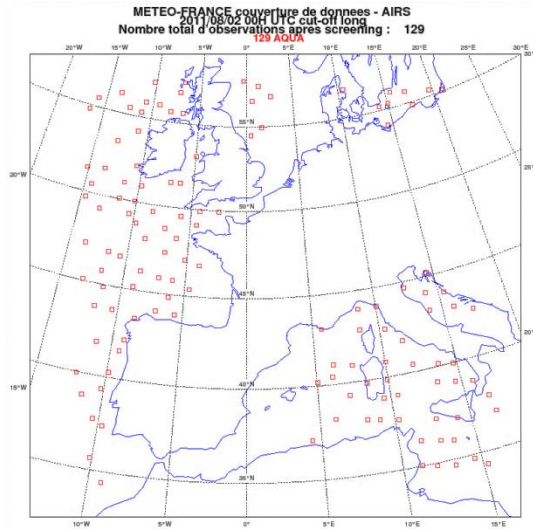 METEO-FRANCE couverture de donnees - AIRS
2011/08/02 00H UTC cut-off long
Nombre total d'observations apres screening : 129
129 AQUA
20°W 15°W 10°W 5°W 0°E 5°E 10°E 15°E 20°E 25°E 30°E
55°N
25°E
20°W
50°N
45°N
20°E
15°W
40°N
35°N
10°W 5°W 0°E 5°E 10°E 15°E